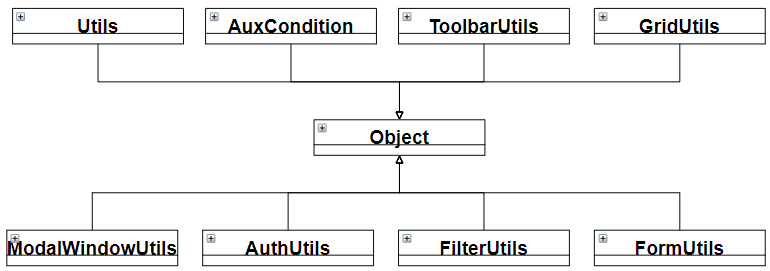 Utils
AuxCondition
ToolbarUtils
GridUtils
Object
ModalWindowUtils
AuthUtils
FilterUtils
FormUtils